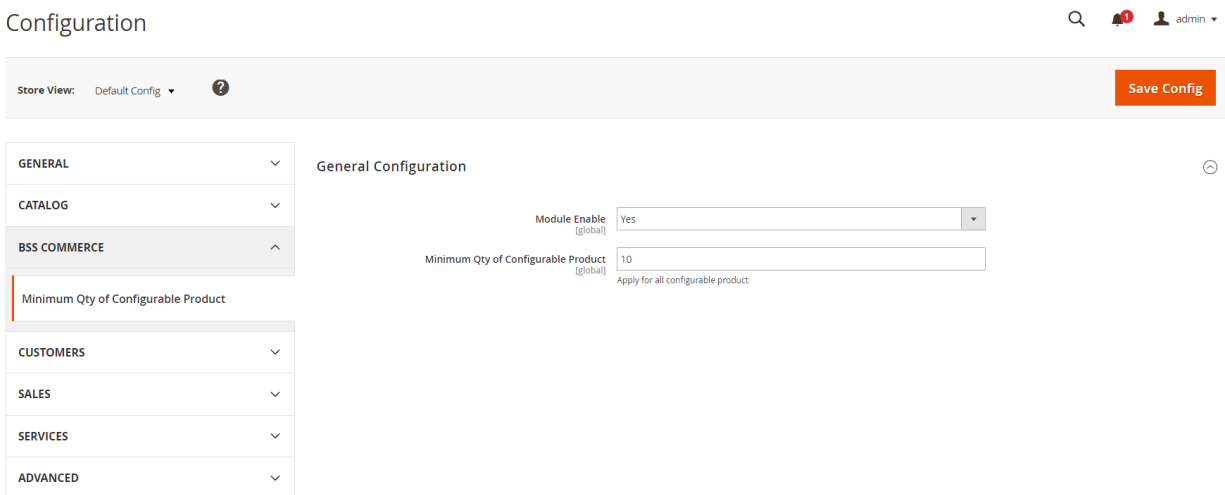 Configuration
1
admin
Store View: Default Config
?
Save Config
GENERAL
CATALOG
BSS COMMERCE
Minimum Qty of Configurable Product
CUSTOMERS
SALES
SERVICES
ADVANCED
General Configuration
Module Enable Yes
[global]
Minimum Qty of Configurable Product 10
[global]
Apply for all configurable product